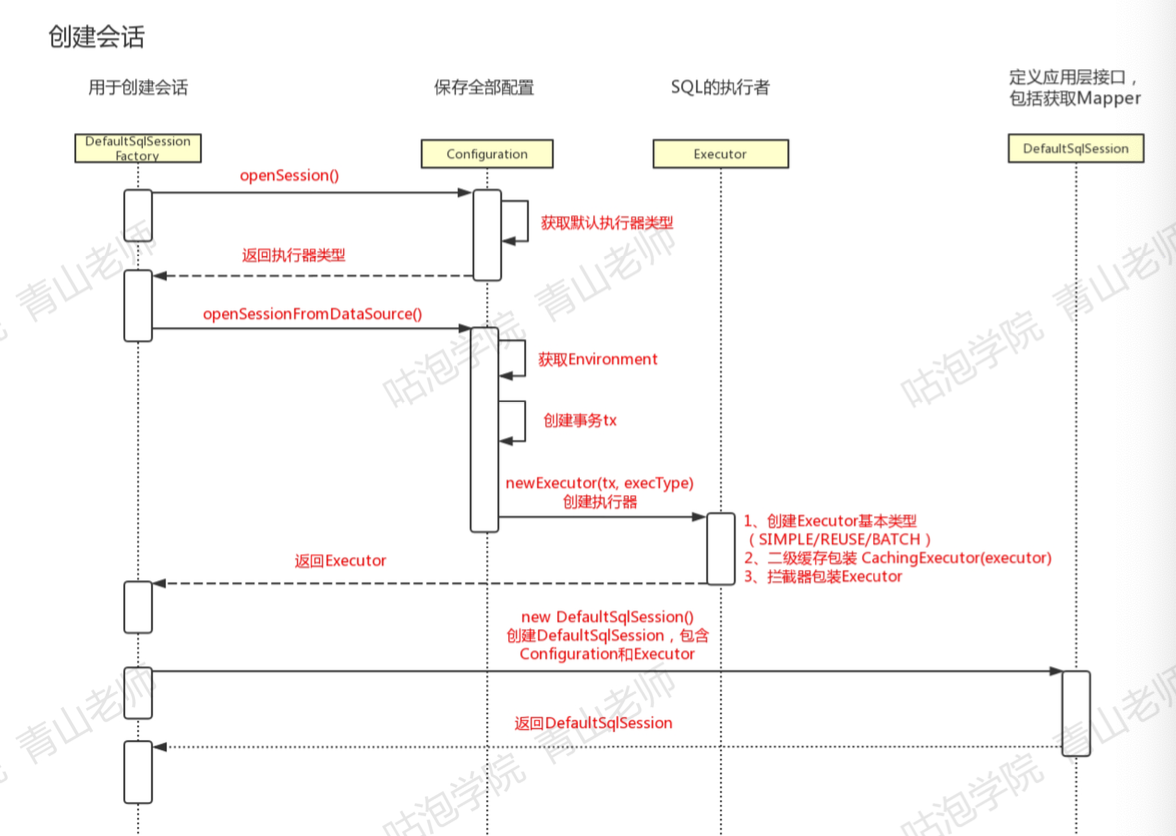 创建会话
用于创建会话
保存全部配置
SQL的执行者
定义应用层接口，
包括获取Mapper
DefaultSqlSession
Factory
Configuration
Executor
DefaultSqlSession
openSession()
获取默认执行器类型
返回执行器类型
openSessionFromDataSource()
获取Environment
创建事务tx
newExecutor(tx, execType)
创建执行器
1、创建Executor基本类型
（SIMPLE/REUSE/BATCH）
2、二级缓存包装 CachingExecutor(executor)
3、拦截器包装Executor
返回Executor
new DefaultSqlSession()
创建DefaultSqlSession，包含
Configuration和Executor
返回DefaultSqlSession
青山老师
青山老师
青山老师
咕泡学院
咕泡学院
青山老师
青山老师
青山老师
咕泡学院
咕泡学院